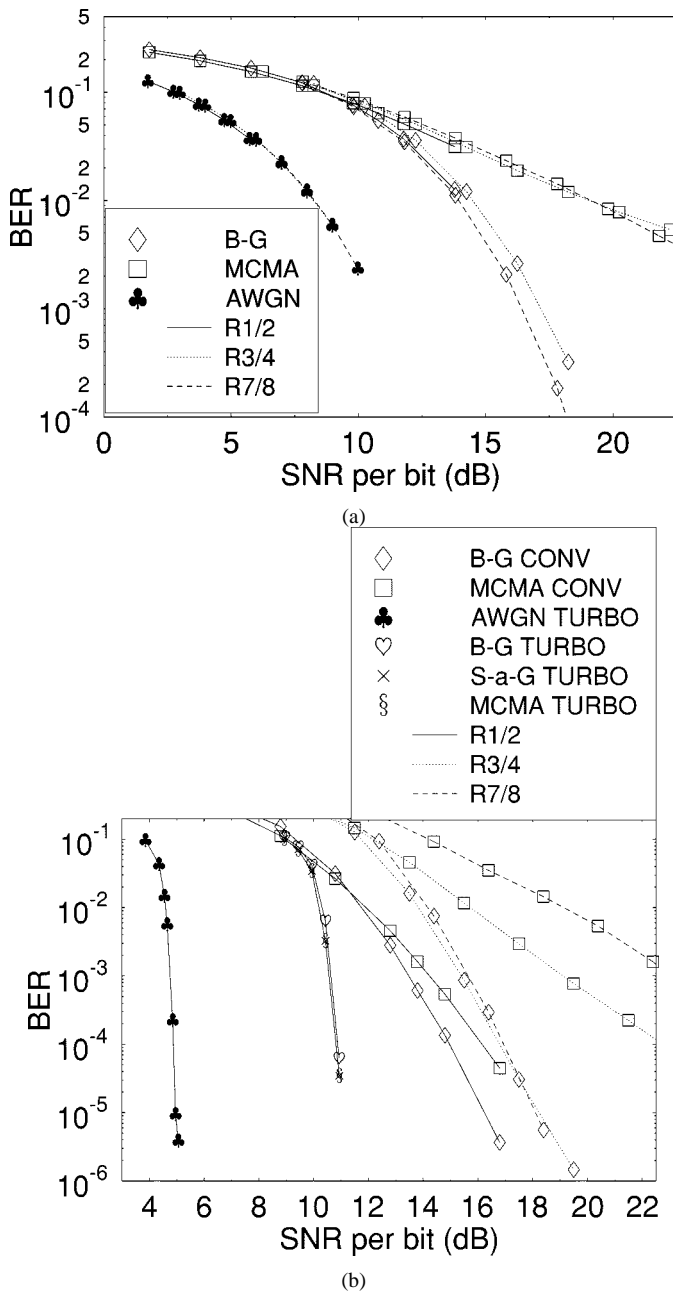 5
2
10-1
5
2
10-2
5
2
10-3
5
2
10-4
BER
B-G
MCMA
AWGN
R1/2
R3/4
R7/8
0 5 10 15 20
SNR per bit (dB)
(a)
B-G CONV
MCMA CONV
AWGN TURBO
B-G TURBO
S-a-G TURBO
§ MCMA TURBO
R1/2
R3/4
R7/8
10-1
10-2
10-3
10-4
10-5
10-6
BER
4 6 8 10 12 14 16 18 20 22
SNR per bit (dB)
(b)